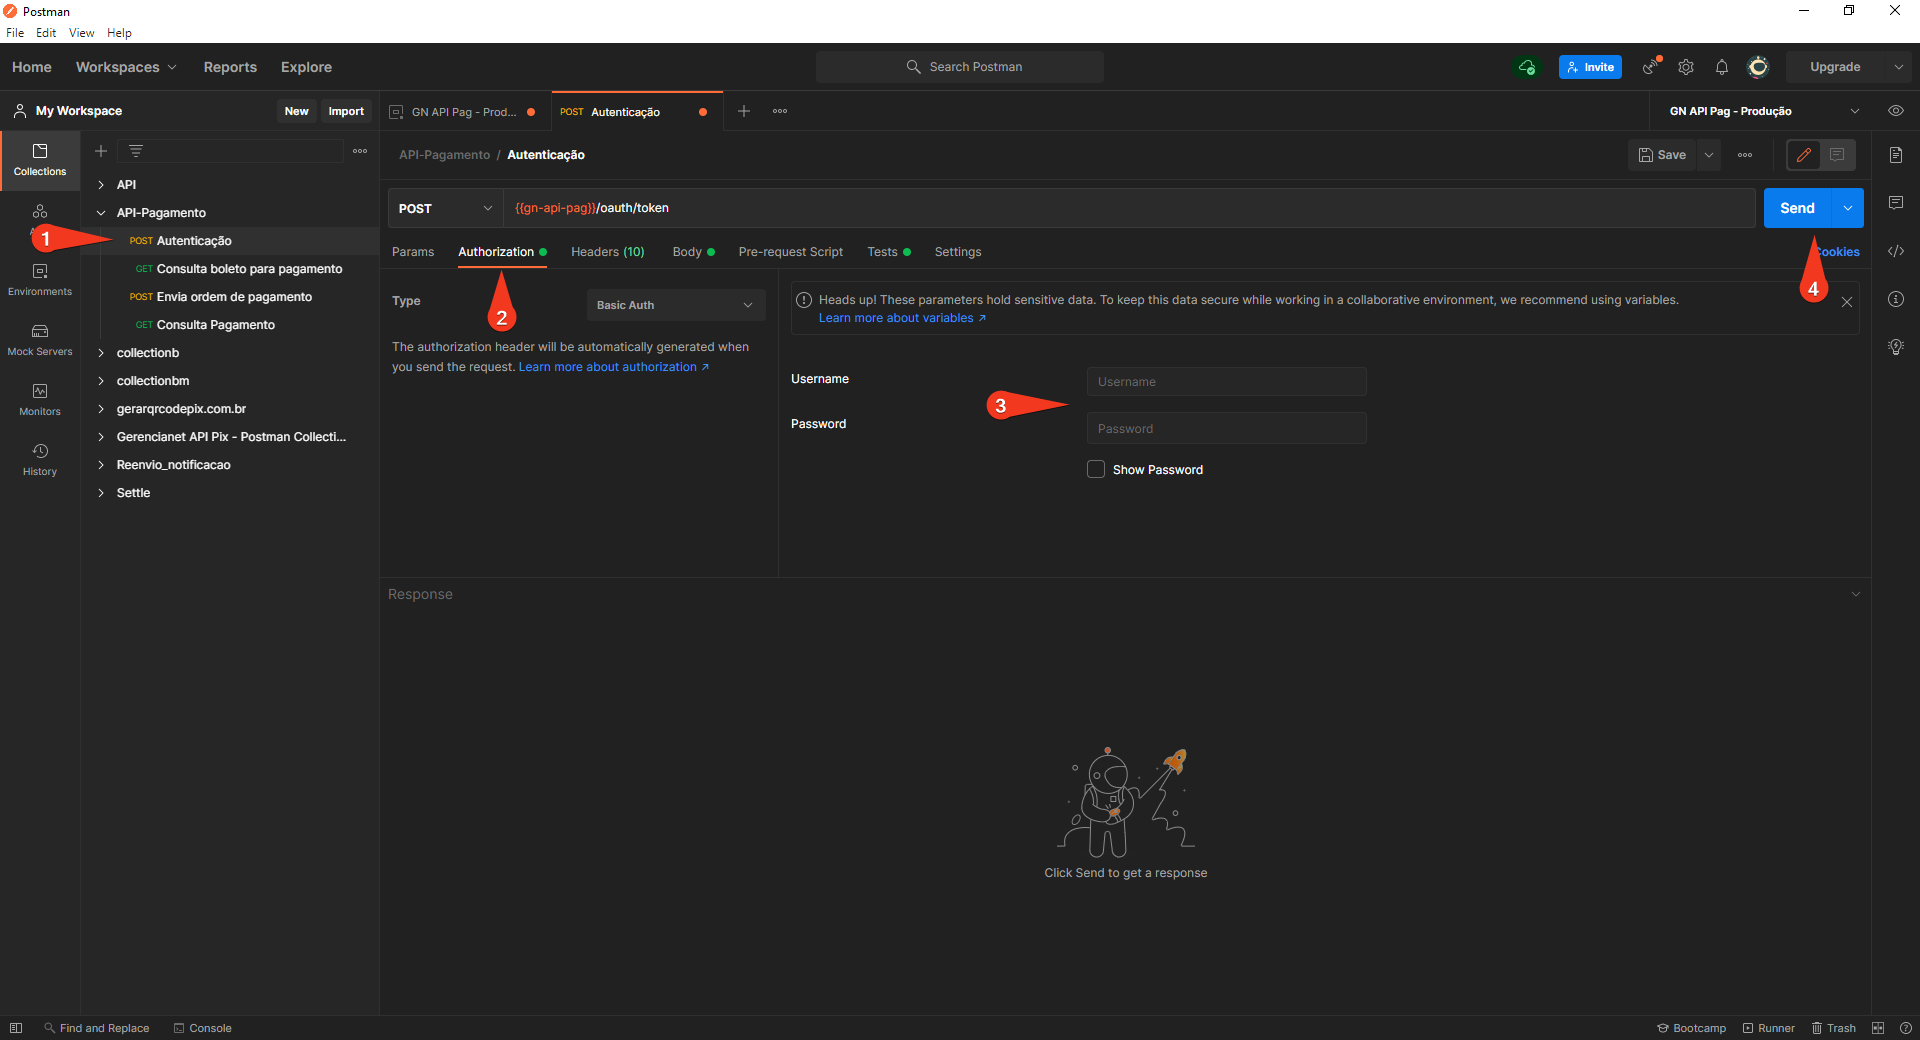 Postman
File Edit View Help
Home Workspaces Reports Explore
Search Postman
Invite
Upgrade
My Workspace
New Import
GN API Pag - Prod...
POST Autenticação
GN API Pag - Produção
Collections
Environments
Mock Servers
Monitors
History
API
API-Pagamento
POST Autenticação
GET Consulta boleto para pagamento
POST Envia ordem de pagamento
GET Consulta Pagamento
collectionb
collectionbm
gerarqrcodepix.com.br
Gerencianet API Pix - Postman Collecti...
Reenvio_notificacao
Settle
1
API-Pagamento / Autenticação
Save
POST {{gn-api-pag}}/oauth/token
Send
Params Authorization Headers (10) Body Pre-request Script Tests Settings
ookies
2
4
Type
Basic Auth
The authorization header will be automatically generated when
you send the request. Learn more about authorization
Heads up! These parameters hold sensitive data. To keep this data secure while working in a collaborative environment, we recommend using variables.
Learn more about variables
Username
Username
3
Password
Password
Show Password
Response
Click Send to get a response
Find and Replace Console
Bootcamp Runner Trash